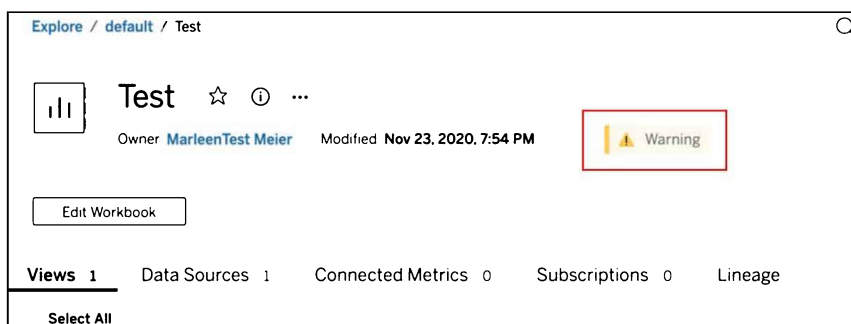 Explore / default / Test
Test
Owner MarleenTest Meier Modified Nov 23, 2020, 7:54 PM Warning
Edit Workbook
Views 1 Data Sources 1 Connected Metrics 0 Subscriptions 0 Lineage
Select All